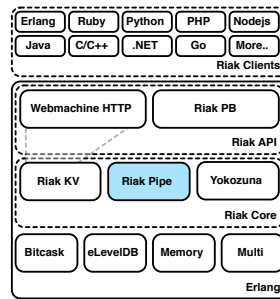 Erlang Ruby Python PHP Nodejs
Java C/C++ .NET Go More..
Riak Clients
Webmachine HTTP Riak PB
Riak API
Riak KV Riak Pipe Yokozuna
Riak Core
Bitcask eLevelDB Memory Multi
Erlang